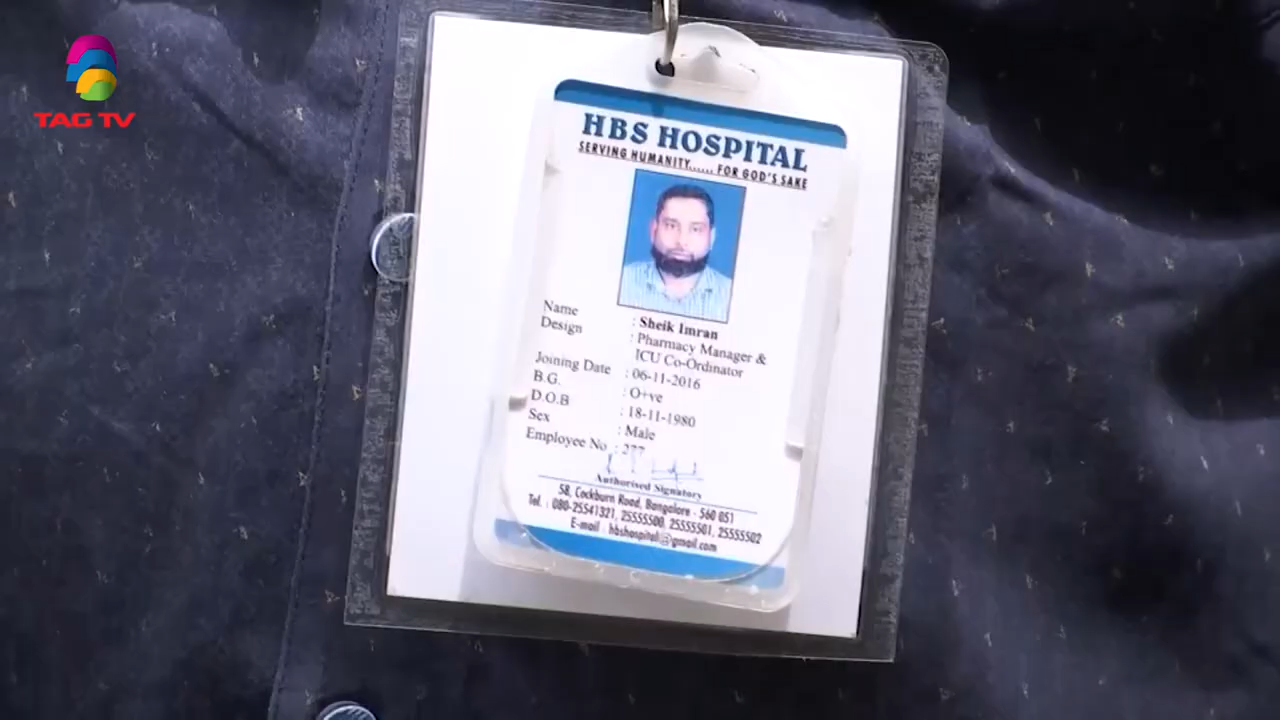 TAG TV
HBS HOSPITAL
SERVING HUMANITY...... FOR GOD'S SAKE
Name : Sheik Imran
Design : Pharmacy Manager &
ICU Co-Ordinator
Joining Date : 06-11-2016
B.G. : O+ve
D.O.B : 18-11-1980
Sex : Male
Employee No : 277
Authorised Signatory
58, Cockburn Road, Bangalore - 560 051
Tel. : 080-25541321, 25555500, 25555501, 25555502
E-mail : hbshospital@gmail.com